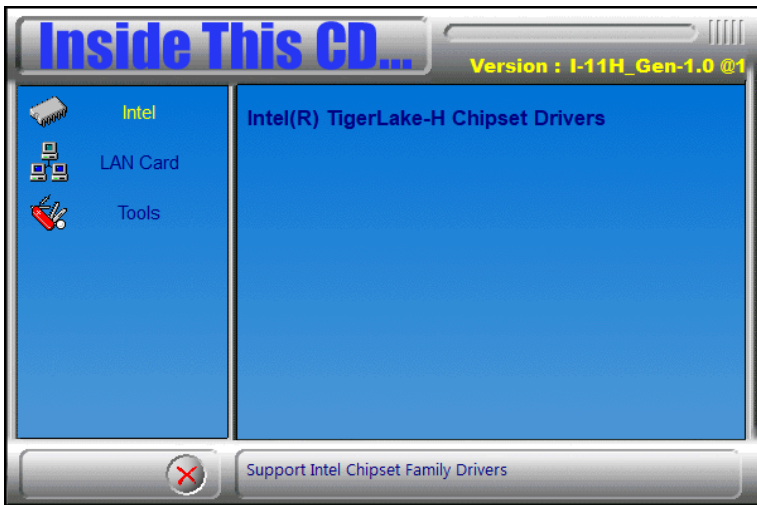 Inside This CD...
Version : I-11H_Gen-1.0 @1
Intel
LAN Card
Tools
Intel(R) TigerLake-H Chipset Drivers
Support Intel Chipset Family Drivers